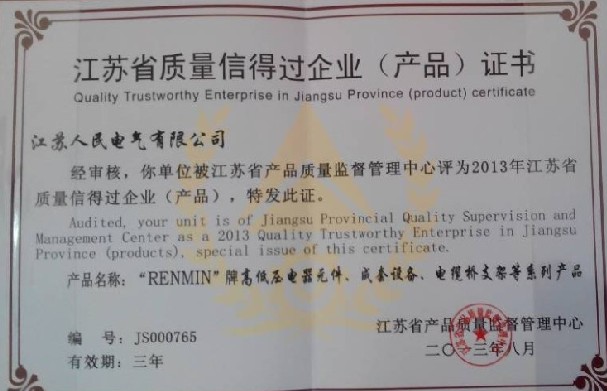 江苏省质量信得过企业（产品）证书
Quality Trustworthy Enterprise in Jiangsu Province (product) certificate
江苏人民电气有限公司
经审核，你单位被江苏省产品质量监督管理中心评为2013年江苏省
质量信得过企业（产品），特发此证。
Audited, your unit is of Jiangsu Provincial Quality Supervision and
Management Center as a 2013 Quality Trustworthy Enterprise in Jiangsu
Province (products), special issue of this certificate.
产品名称：“RENMIN”牌高低压电器元件、成套设备、电缆桥支架等系列产品
编 号：JS000765
有效期：三年
江苏省产品质量监督管理中心
二〇一三年八月